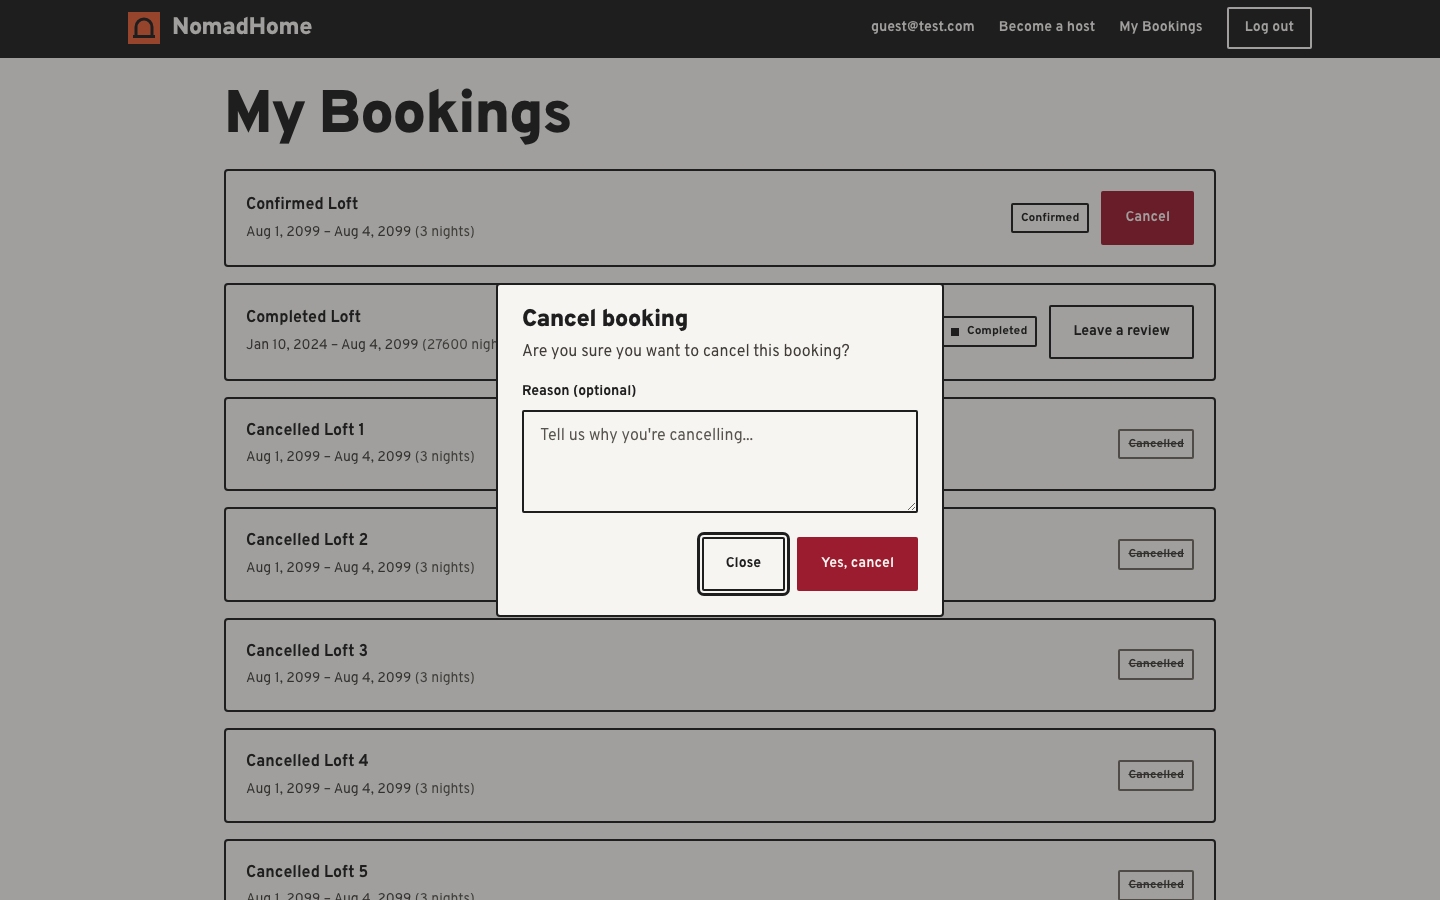 NomadHome
guest@test.com
Become a host
My Bookings
Log out
My Bookings
Confirmed Loft
Aug 1, 2099 – Aug 4, 2099 (3 nights)
Confirmed
Cancel
Completed Loft
Jan 10, 2024 – Aug 4, 2099 (27600 nigh
Completed
Leave a review
Cancel booking
Are you sure you want to cancel this booking?
Reason (optional)
Tell us why you're cancelling...
Close
Yes, cancel
Cancelled Loft 1
Aug 1, 2099 – Aug 4, 2099 (3 nights)
Cancelled
Cancelled Loft 2
Aug 1, 2099 – Aug 4, 2099 (3 nights)
Cancelled
Cancelled Loft 3
Aug 1, 2099 – Aug 4, 2099 (3 nights)
Cancelled
Cancelled Loft 4
Aug 1, 2099 – Aug 4, 2099 (3 nights)
Cancelled
Cancelled Loft 5
Aug 1, 2099 – Aug 4, 2099 (3 nights)
Cancelled